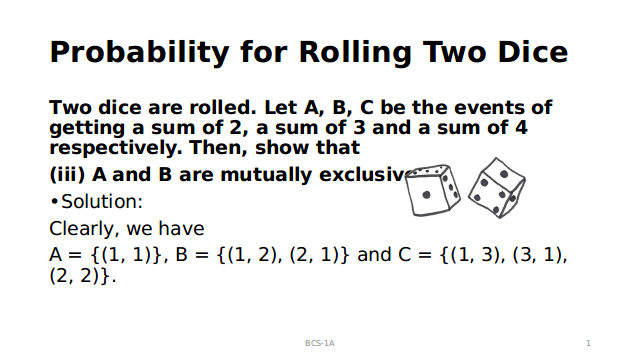 Probability for Rolling Two Dice
Two dice are rolled. Let A, B, C be the events of
getting a sum of 2, a sum of 3 and a sum of 4
respectively. Then, show that
(iii) A and B are mutually exclusive
•Solution:
Clearly, we have
A = {(1, 1)}, B = {(1, 2), (2, 1)} and C = {(1, 3), (3, 1),
(2, 2)}.
BCS-1A
1